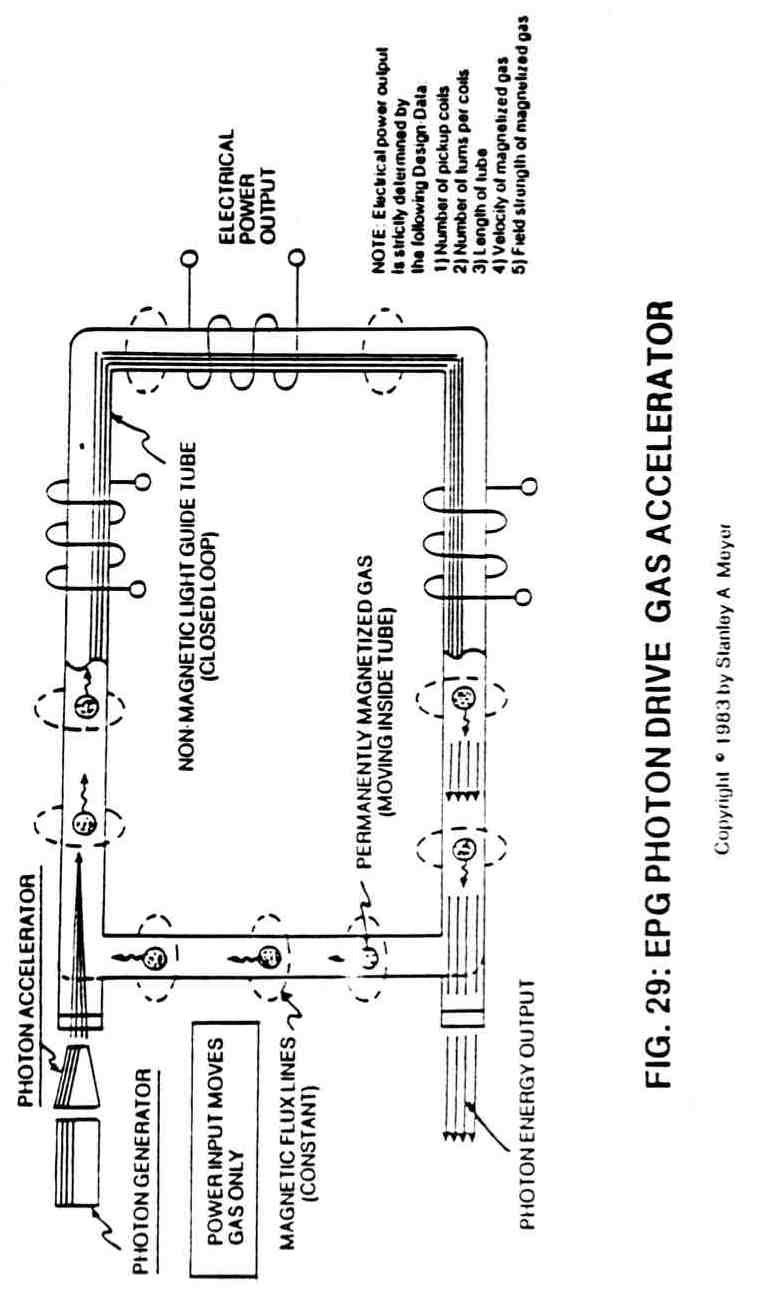 PHOTON GENERATOR
PHOTON ACCELERATOR
POWER INPUT MOVES
GAS ONLY
MAGNETIC FLUX LINES
(CONSTANT)
PERMANENTLY MAGNETIZED GAS
(MOVING INSIDE TUBE)
NON-MAGNETIC LIGHT GUIDE TUBE
(CLOSED LOOP)
ELECTRICAL
POWER
OUTPUT
NOTE: Electrical power output
is strictly determined by
the following Design Data:
1) Number of pickup coils
2) Number of turns per coils
3) Length of tube
4) Velocity of magnetized gas
5) Field strength of magnetized gas
PHOTON ENERGY OUTPUT
FIG. 29: EPG PHOTON DRIVE GAS ACCELERATOR
Copyright © 1983 by Stanley A Meyer